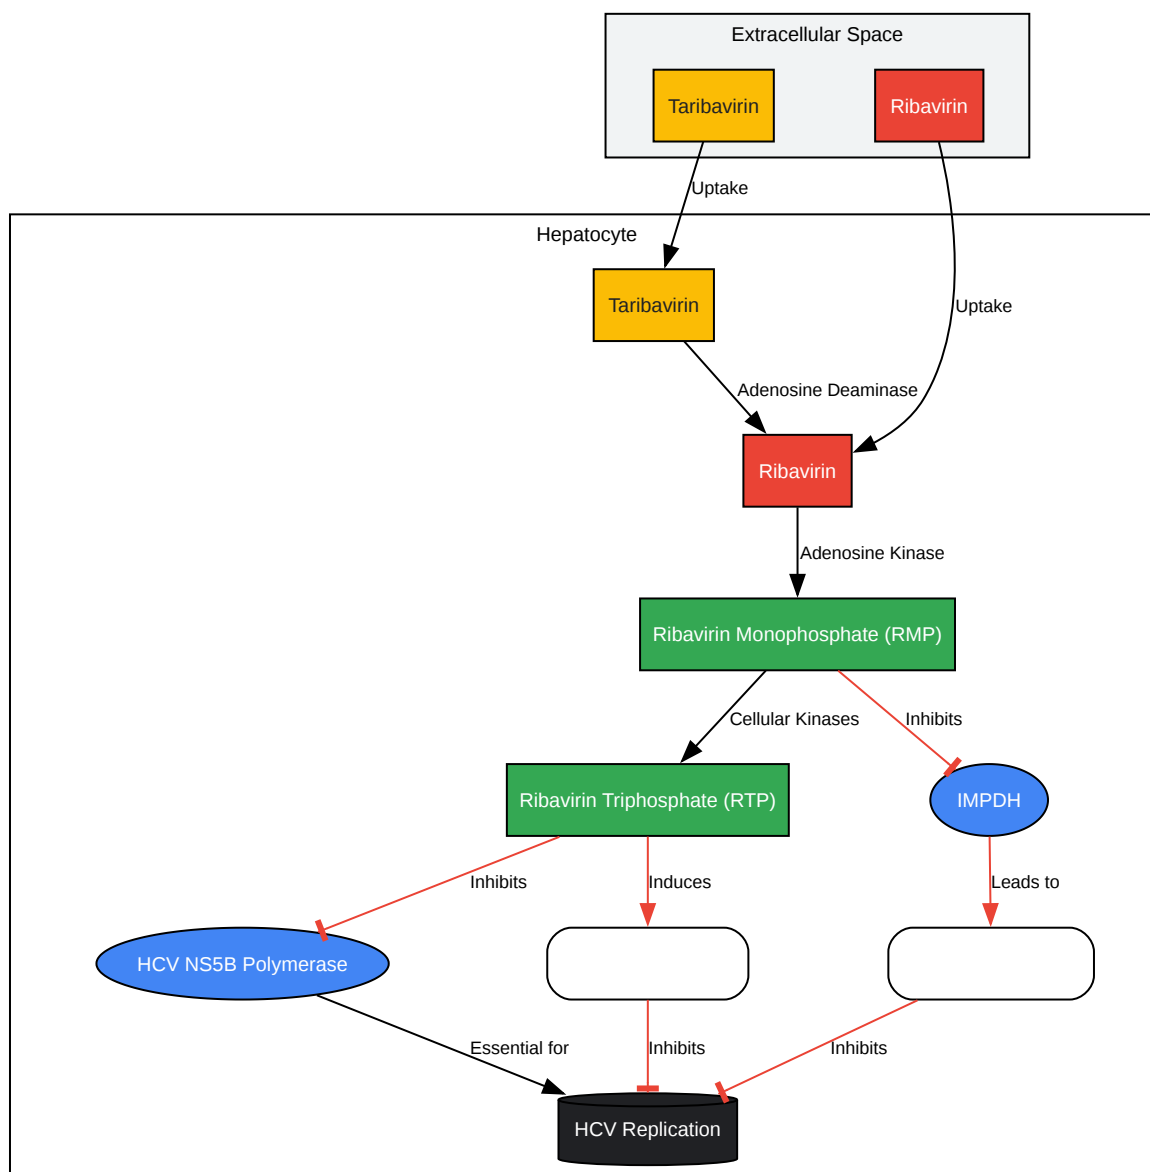 Extracellular Space
Taribavirin
Ribavirin
Uptake
Hepatocyte
Taribavirin
Uptake
Adenosine Deaminase
Ribavirin
Adenosine Kinase
Ribavirin Monophosphate (RMP)
Cellular Kinases
Inhibits
Ribavirin Triphosphate (RTP)
IMPDH
Inhibits
Induces
Leads to
HCV NS5B Polymerase
Essential for
Inhibits
Inhibits
HCV Replication